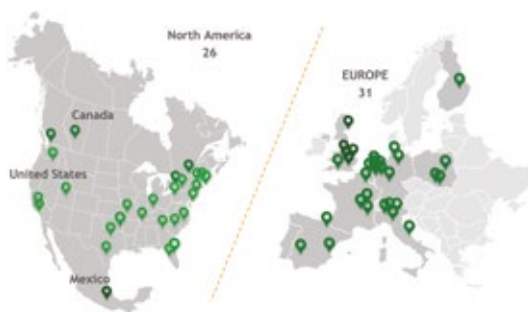 North America
26
Canada
United States
Mexico
EUROPE
31